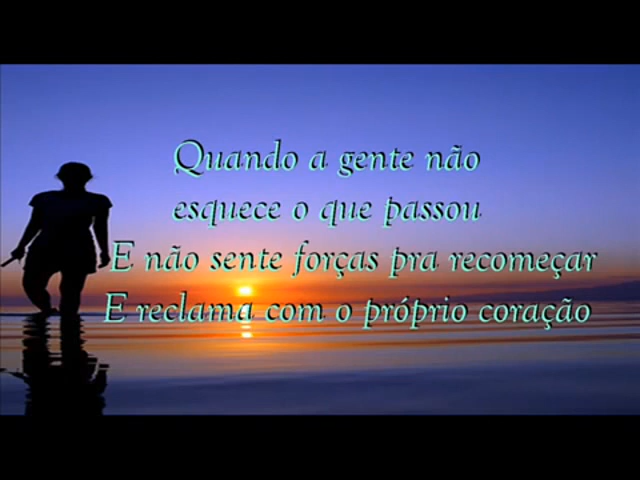 Quando a gente não
esquece o que passou
E não sente forças pra recomeçar
E reclama com o próprio coração